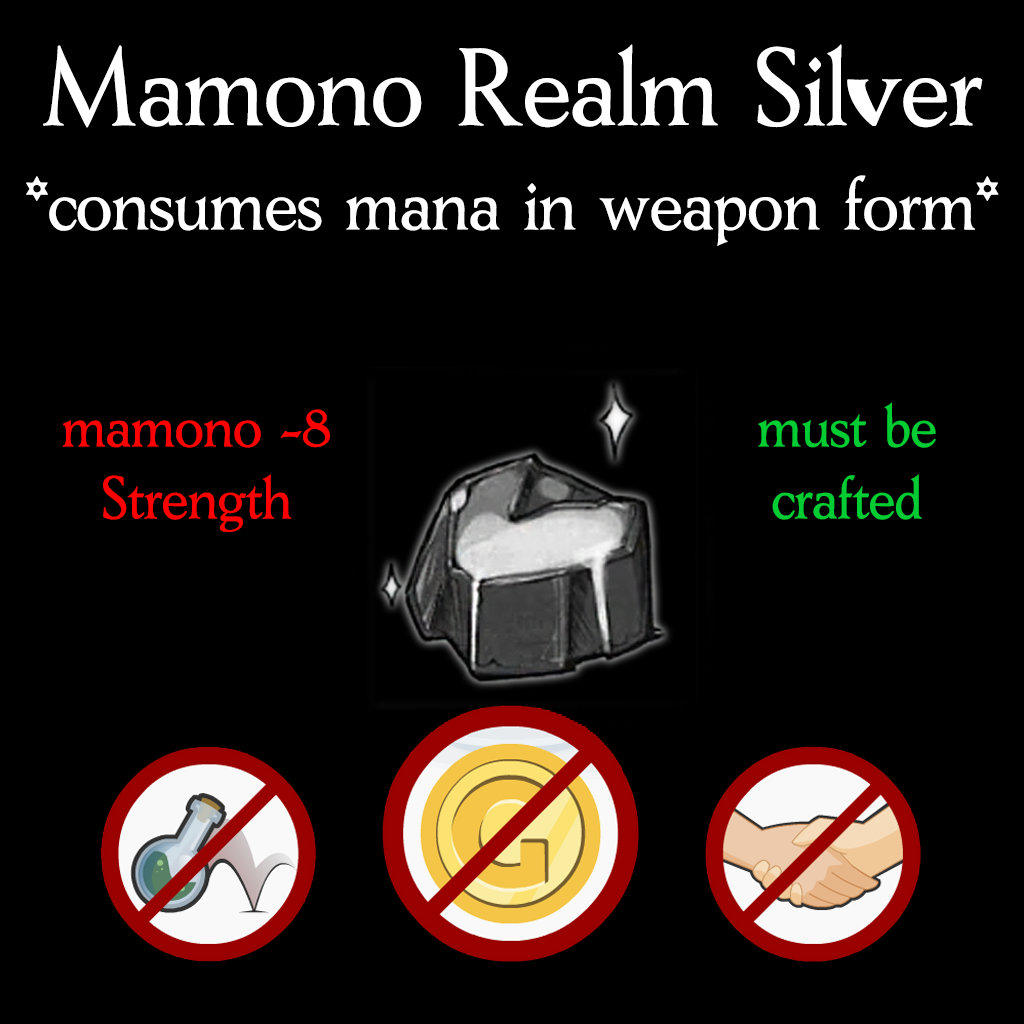 Mamono Realm Silver
*consumes mana in weapon form*
mamono -8
Strength
must be
crafted
G